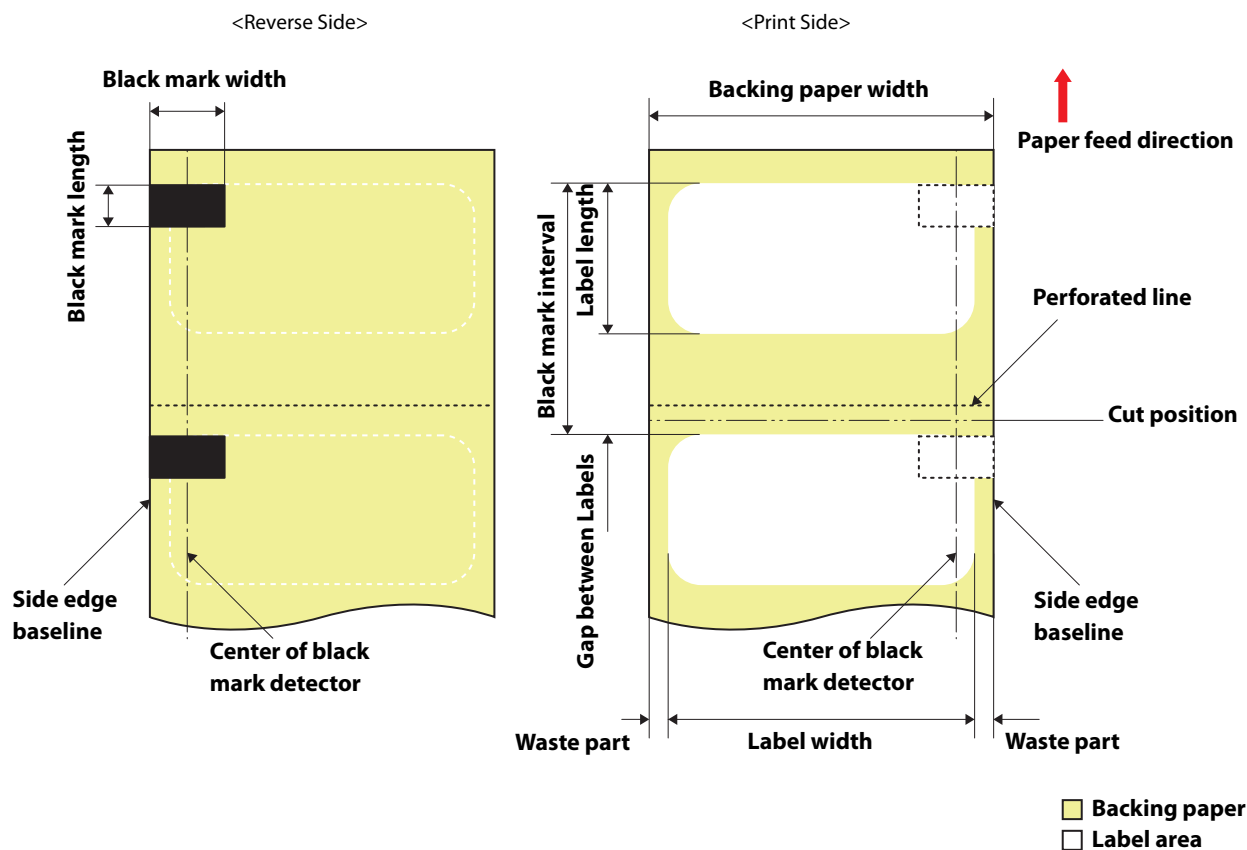 <Reverse Side>
<Print Side>
Black mark width
Backing paper width
Paper feed direction
Black mark length
Black mark interval
Label length
Perforated line
Cut position
Gap between Labels
Side edge
baseline
Center of black
mark detector
Center of black
mark detector
Side edge
baseline
Waste part
Label width
Waste part
Backing paper
Label area